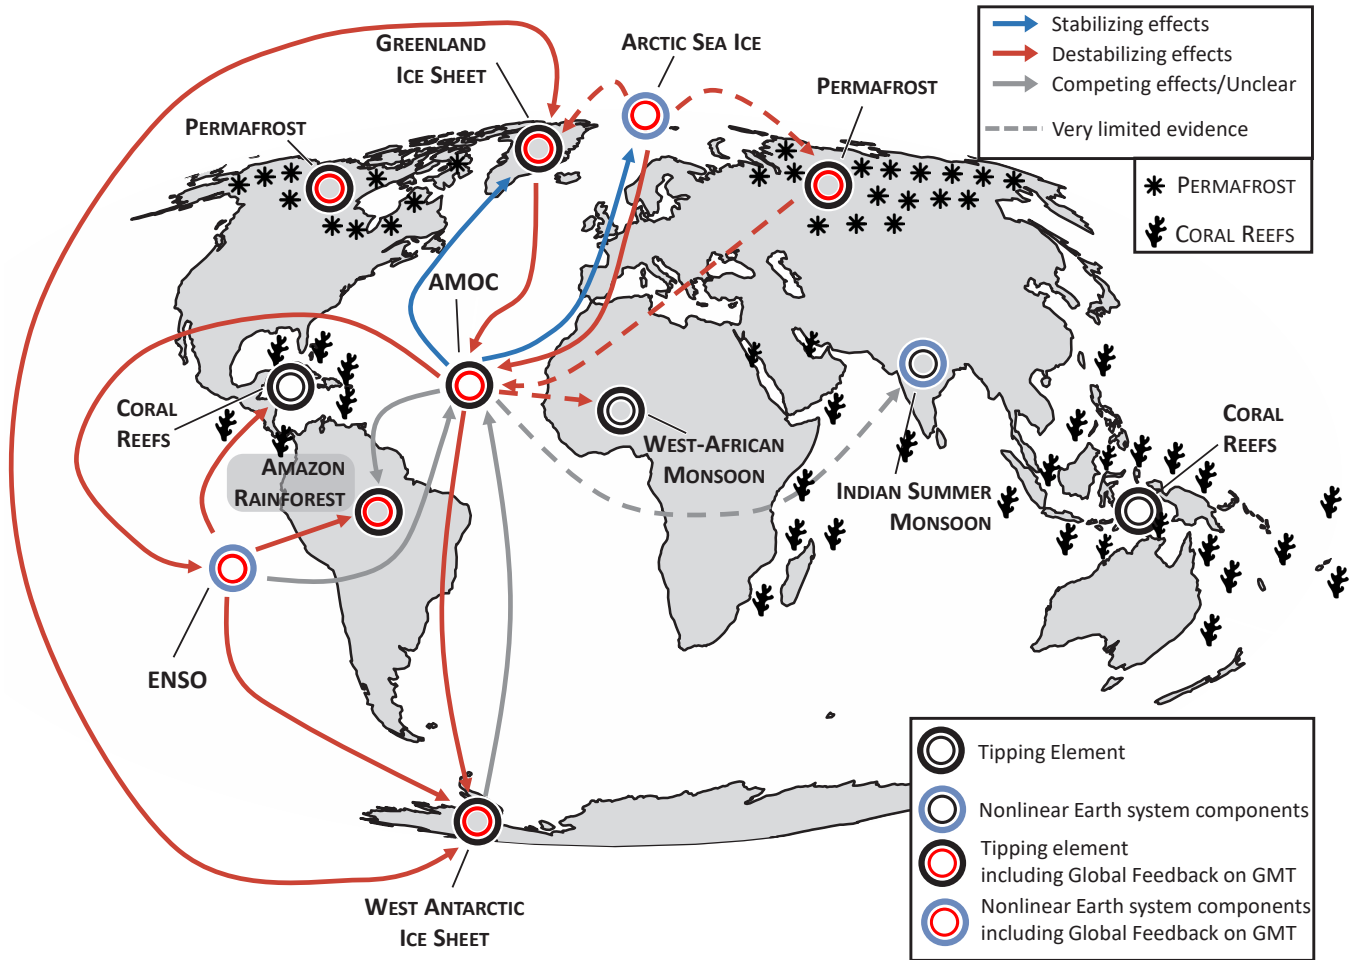 Stabilizing effects
Destabilizing effects
Competing effects/Unclear
Very limited evidence
PERMAFROST
CORAL REEFS
GREENLAND
ICE SHEET
ARCTIC SEA ICE
PERMAFROST
PERMAFROST
AMOC
CORAL
REEFS
AMAZON
RAINFOREST
WEST-AFRICAN
MONSOON
INDIAN SUMMER
MONSOON
CORAL
REEFS
ENSO
WEST ANTARCTIC
ICE SHEET
Tipping Element
Nonlinear Earth system components
Tipping element
including Global Feedback on GMT
Nonlinear Earth system components
including Global Feedback on GMT